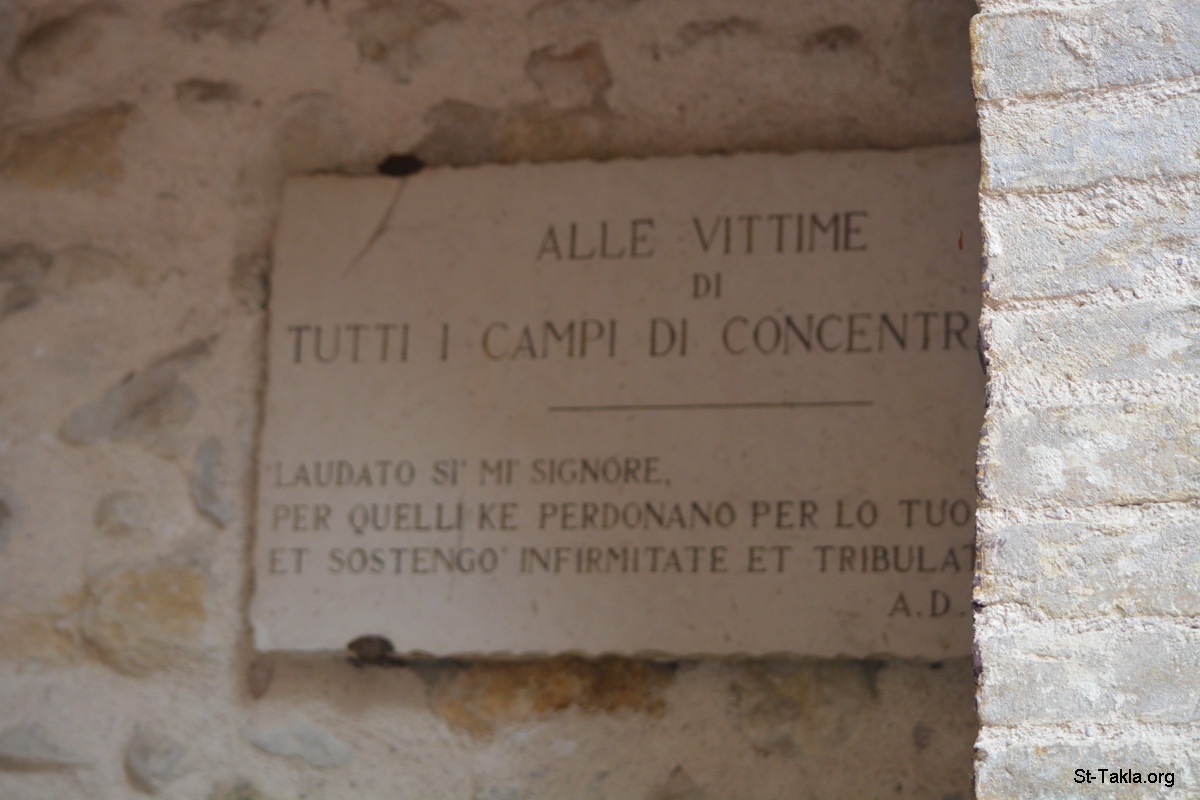 ALLE VITTIME
DI
TUTTI I CAMPI DI CONCENTR
LAUDATO SI' MI' SIGNORE,
PER QUELLI KE PERDONANO PER LO TUO
ET SOSTENGO' INFIRMITATE ET TRIBULAT
A.D.
St-Takla.org